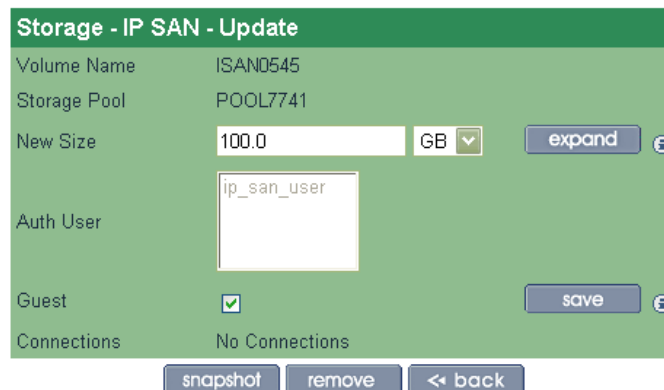 Storage - IP SAN - Update
Volume Name ISAN0545
Storage Pool POOL7741
New Size 100.0 GB expand
ip_san_user
Auth User
Guest save
Connections No Connections
snapshot remove << back